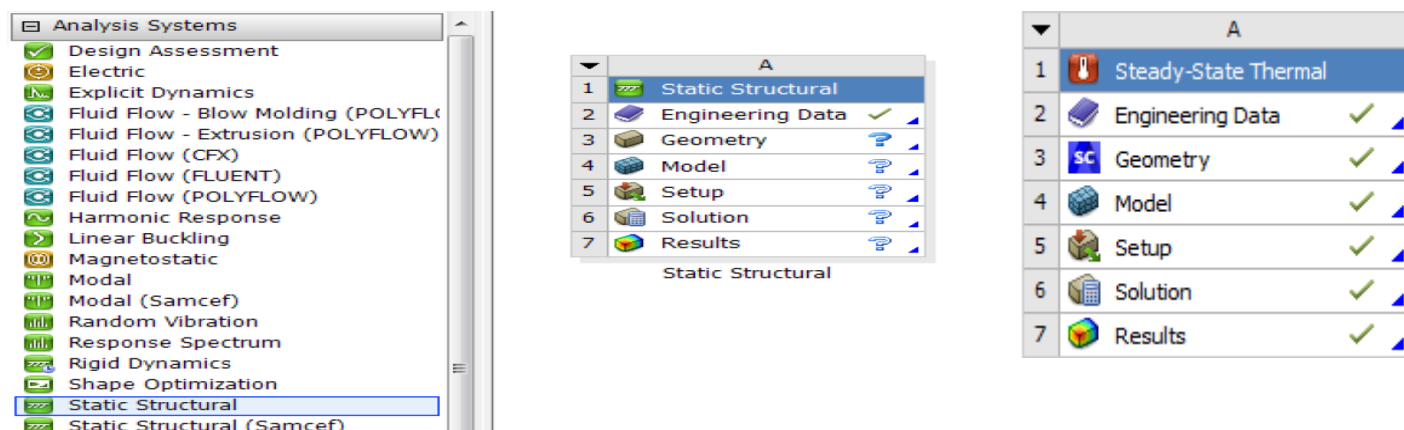 Analysis Systems
Design Assessment
Electric
Explicit Dynamics
Fluid Flow - Blow Molding (POLYFL
Fluid Flow - Extrusion (POLYFLOW)
Fluid Flow (CFX)
Fluid Flow (FLUENT)
Fluid Flow (POLYFLOW)
Harmonic Response
Linear Buckling
Magnetostatic
Modal
Modal (Samcef)
Random Vibration
Response Spectrum
Rigid Dynamics
Shape Optimization
Static Structural
Static Structural (Samcef)
A
1 Static Structural
2 Engineering Data
3 Geometry ?
4 Model ?
5 Setup ?
6 Solution ?
7 Results ?
Static Structural
A
1 Steady-State Thermal
2 Engineering Data
3 SC Geometry
4 Model
5 Setup
6 Solution
7 Results